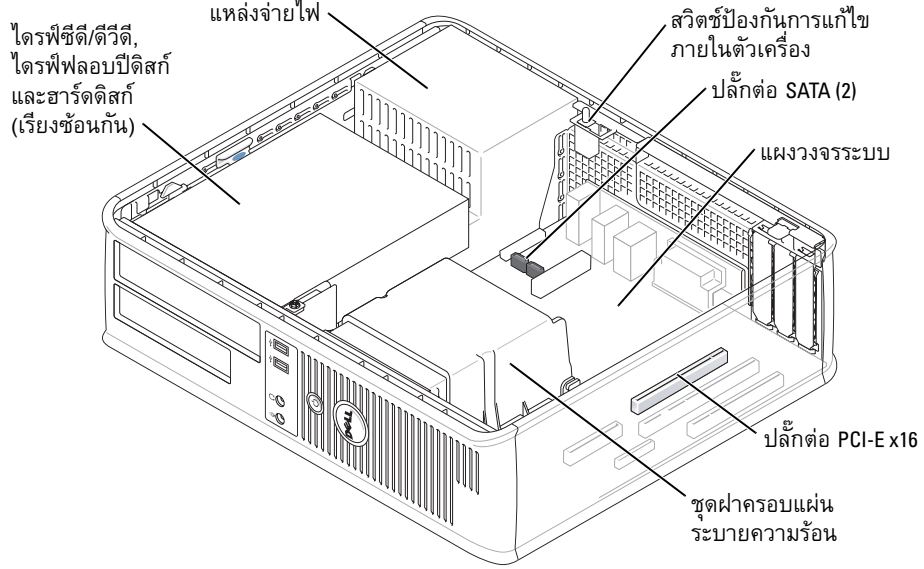 แหล่งจ่ายไฟ
ไดรฟ์ซีดี/ดีวีดี,
ไดรฟ์ฟลอบปีดิสก์
และฮาร์ดดิสก์
(เรียงซ้อนกัน)
สวิตช์ป้องกันการแก้ไข
ภายในตัวเครื่อง
ปลั๊กต่อ SATA (2)
แผงวงจรระบบ
DELL
ปลั๊กต่อ PCI-E x16
ชุดฝาครอบแผ่น
ระบายความร้อน